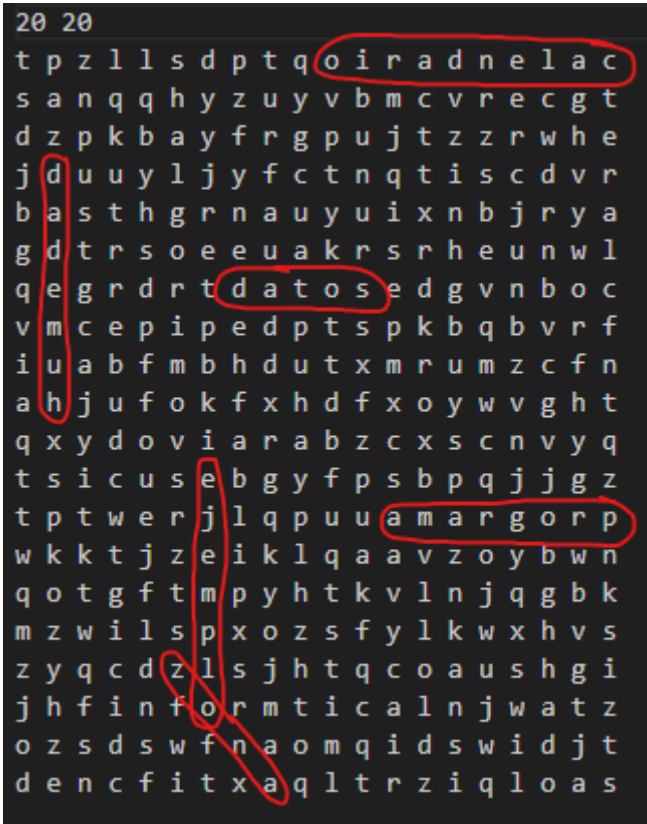 20 20
t p z l l s d p t q o i r a d n e l a c
s a n q q h y z u y v b m c v r e c g t
d z p k b a y f r g p u j t z z r w h e
j d u u y l j y f c t n q t i s c d v r
b a s t h g r n a u y u i x n b j r y a
g d t r s o e e u a k r s r h e u n w l
q e g r d r t d a t o s e d g v n b o c
v m c e p i p e d p t s p k b q b v r f
i u a b f m b h d u t x m r u m z c f n
a h j u f o k f x h d f x o y w v g h t
q x y d o v i a r a b z c x s c n v y q
t s i c u s e b g y f p s b p q j j g z
t p t w e r j l q p u u a m a r g o r p
w k k t j z e i k l q a a v z o y b w n
q o t g f t m p y h t k v l n j q g b k
m z w i l s p x o z s f y l k w x h v s
z y q c d z l s j h t q c o a u s h g i
j h f i n f o r m t i c a l n j w a t z
o z s d s w f n a o m q i d s w i d j t
d e n c f i t x a q l t r z i q l o a s